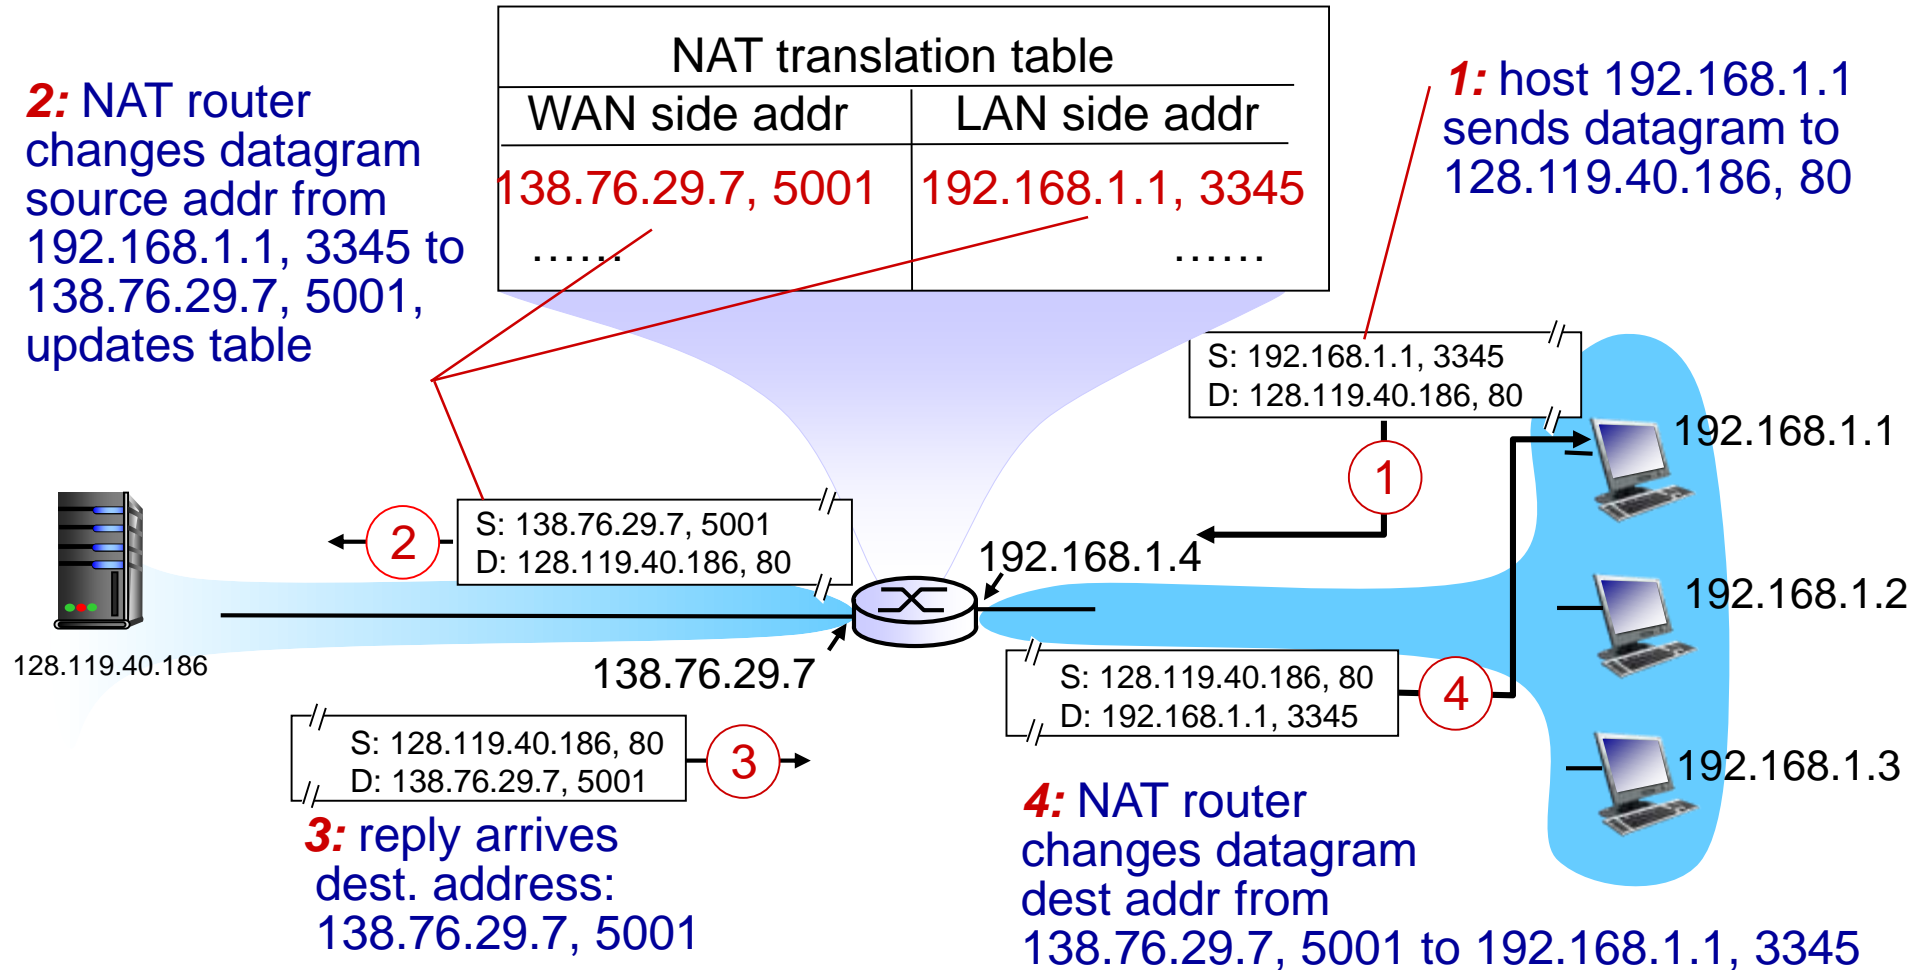 NAT translation table
WAN side addr LAN side addr
138.76.29.7, 5001 192.168.1.1, 3345
...... ......
2: NAT router
changes datagram
source addr from
192.168.1.1, 3345 to
138.76.29.7, 5001,
updates table
1: host 192.168.1.1
sends datagram to
128.119.40.186, 80
S: 192.168.1.1, 3345
D: 128.119.40.186, 80
1
192.168.1.1
2
S: 138.76.29.7, 5001
D: 128.119.40.186, 80
192.168.1.4
192.168.1.2
128.119.40.186
138.76.29.7
S: 128.119.40.186, 80
D: 192.168.1.1, 3345
4
S: 128.119.40.186, 80
D: 138.76.29.7, 5001
3
192.168.1.3
3: reply arrives
dest. address:
138.76.29.7, 5001
4: NAT router
changes datagram
dest addr from
138.76.29.7, 5001 to 192.168.1.1, 3345